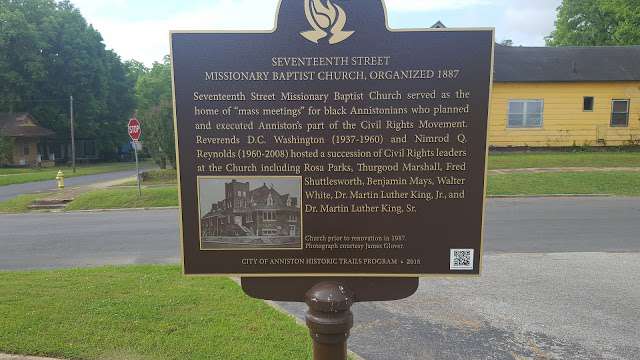 SEVENTEENTH STREET
MISSIONARY BAPTIST CHURCH, ORGANIZED 1887
Seventeenth Street Missionary Baptist Church served as the
home of "mass meetings" for black Annistonians who planned
and executed Anniston's part of the Civil Rights Movement.
Reverends D.C. Washington (1937-1960) and Nimrod Q.
Reynolds (1960-2008) hosted a succession of Civil Rights leaders
at the Church including Rosa Parks, Thurgood Marshall, Fred
Shuttlesworth, Benjamin Mays, Walter
White, Dr. Martin Luther King, Jr., and
Dr. Martin Luther King, Sr.
Church prior to renovation in 1987.
Photograph courtesy James Glover.
CITY OF ANNISTON HISTORIC TRAILS PROGRAM • 2015
STOP